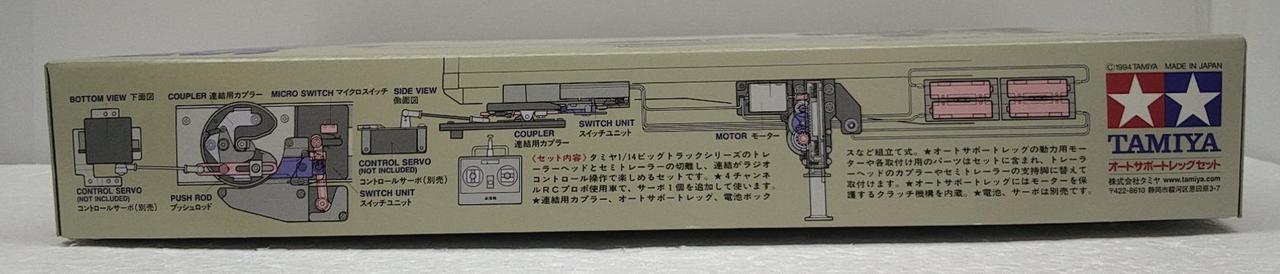 BOTTOM VIEW 下面図
COUPLER 連結用カプラー
MICRO SWITCH マイクロスイッチ
SIDE VIEW
側面図
CONTROL SERVO
(NOT INCLUDED)
コントロールサーボ(別売)
PUSH ROD
プッシュロッド
CONTROL SERVO
(NOT INCLUDED)
コントロールサーボ(別売)
SWITCH UNIT
スイッチユニット
COUPLER
連結用カプラー
SWITCH UNIT
スイッチユニット
MOTOR モーター
《セット内容》タミヤ1/14ビッグトラックシリーズのトレ
ーラーヘッドとセミトレーラーの切離し、連結がラジオ
コントロール操作で楽しめるセットです。★4チャンネ
ルRCプロポ使用車で、サーボ1個を追加して使います。
★連結用カプラー、オートサポートレッグ、電池ボック
スなど組立て式。★オートサポートレッグの動力用モー
ターや各取付け用のパーツはセットに含まれ、トレーラ
ーヘッドのカプラーやセミトレーラーの支持脚に替えて
取付けます。★オートサポートレッグにはモーターを保
護するクラッチ機構を内蔵。★電池、サーボは別売です。
©1994 TAMIYA MADE IN JAPAN
TAMIYA
オートサポートレッグセット
株式会社タミヤ www.tamiya.com
〒422-8610 静岡市駿河区恩田原3-7